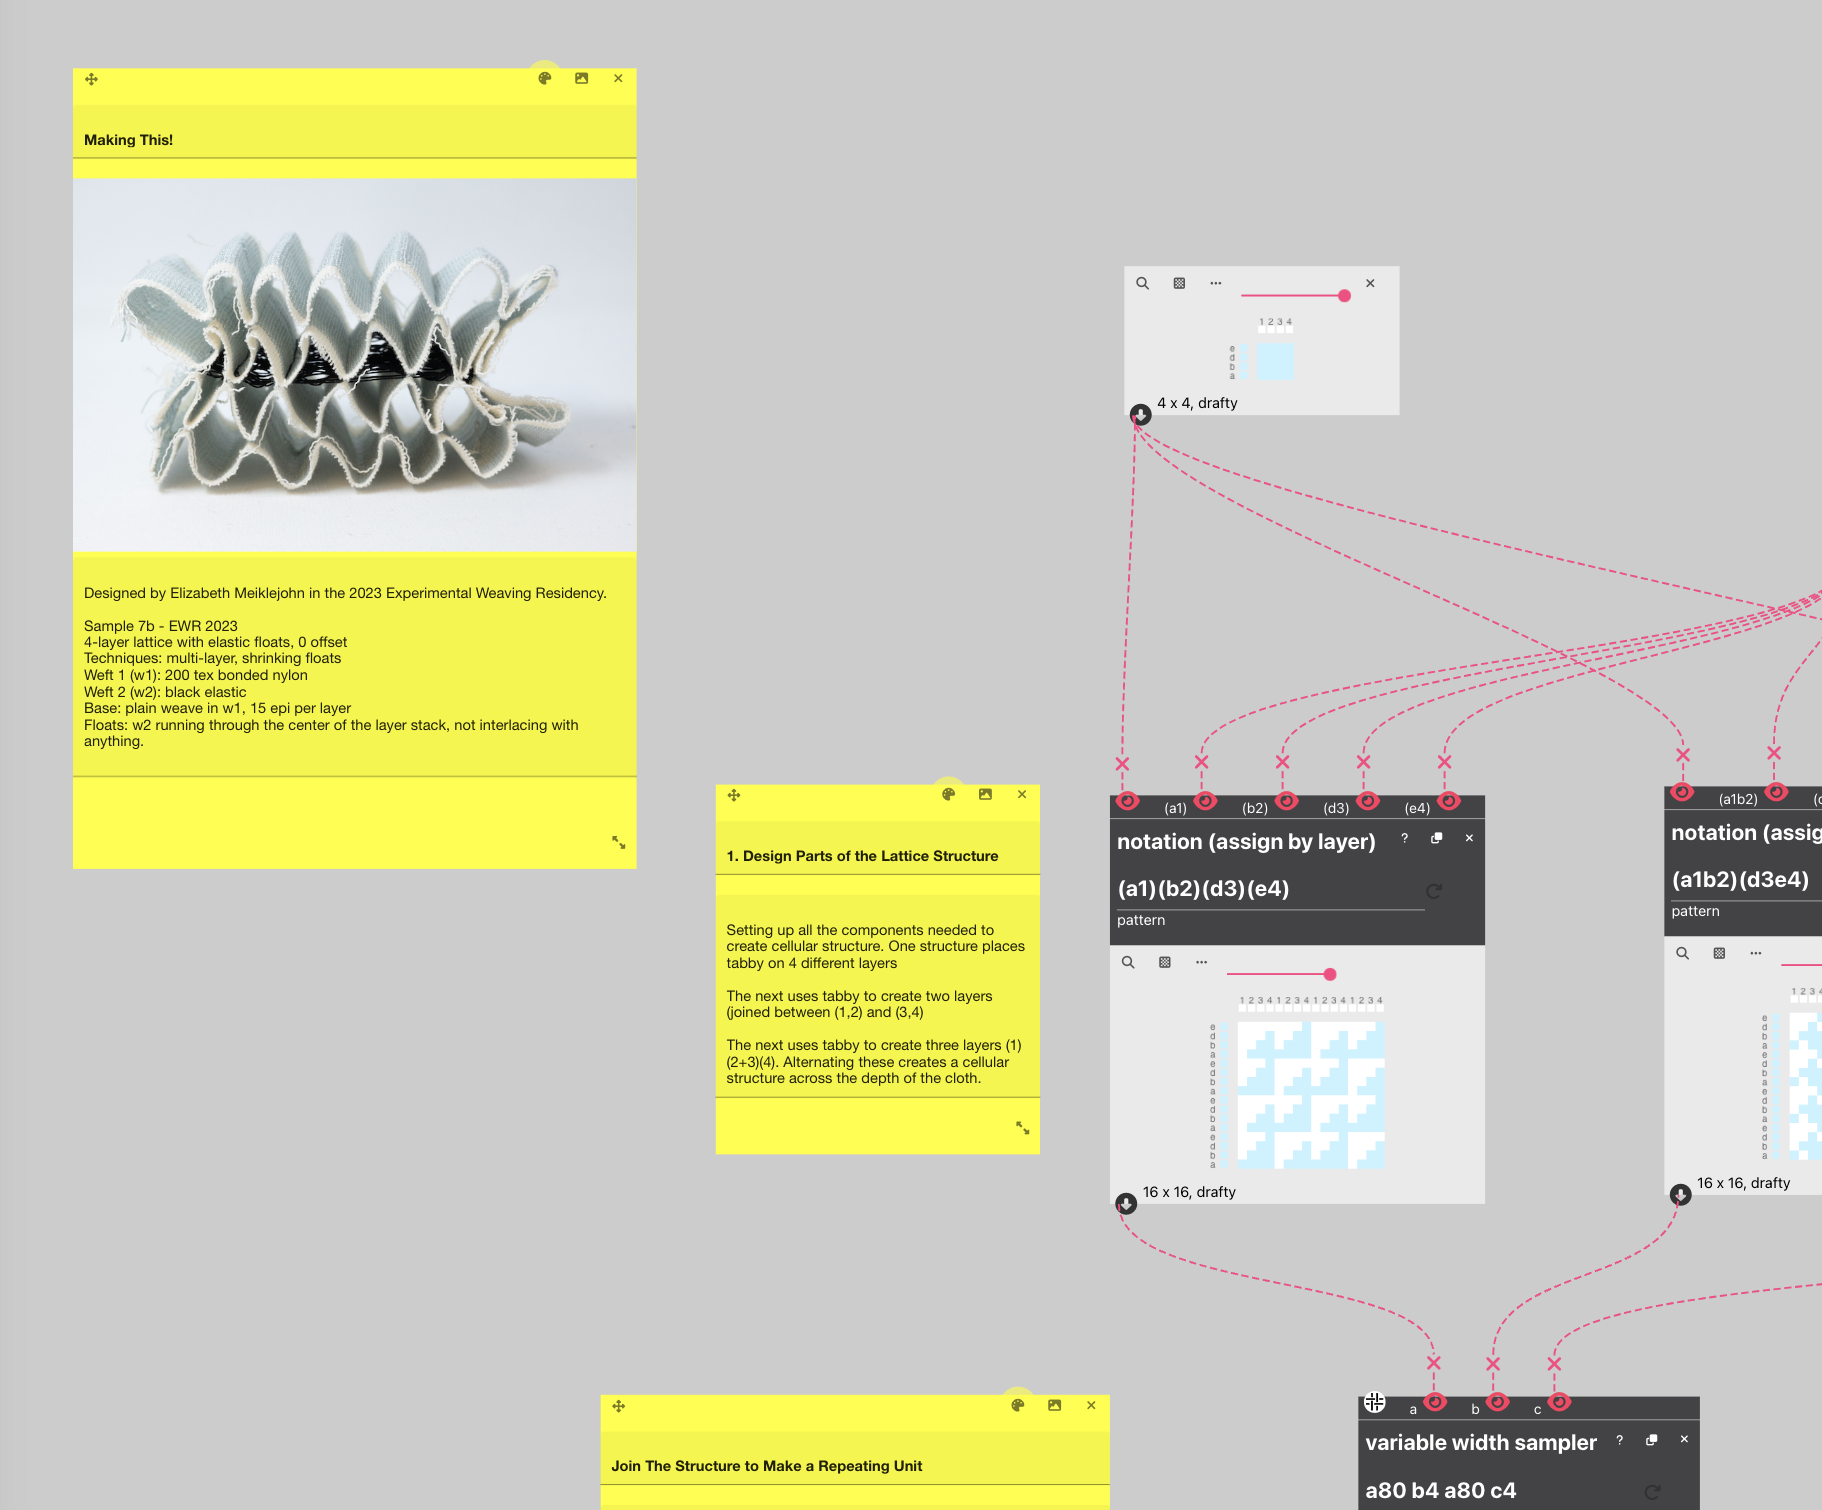 Making This!
Designed by Elizabeth Meiklejohn in the 2023 Experimental Weaving Residency.
Sample 7b - EWR 2023
4-layer lattice with elastic floats, 0 offset
Techniques: multi-layer, shrinking floats
Weft 1 (w1): 200 tex bonded nylon
Weft 2 (w2): black elastic
Base: plain weave in w1, 15 epi per layer
Floats: w2 running through the center of the layer stack, not interlacing with
anything.
1 2 3 4
e
d
b
a
4 x 4, drafty
1. Design Parts of the Lattice Structure
Setting up all the components needed to
create cellular structure. One structure places
tabby on 4 different layers
The next uses tabby to create two layers
(joined between (1,2) and (3,4)
The next uses tabby to create three layers (1)
(2+3)(4). Alternating these creates a cellular
structure across the depth of the cloth.
(a1) (b2) (d3) (e4)
notation (assign by layer) ?
(a1)(b2)(d3)(e4)
pattern
1 2 3 4 1 2 3 4 1 2 3 4 1 2 3 4
e
d
b
a
e
d
b
a
e
d
b
a
e
d
b
a
16 x 16, drafty
(a1b2)
notation (assig
(a1b2)(d3e4)
pattern
1 2 3
e
d
b
a
e
d
b
a
e
d
b
a
e
d
b
a
16 x 16, drafty
Join The Structure to Make a Repeating Unit
a b c
variable width sampler ?
a80 b4 a80 c4